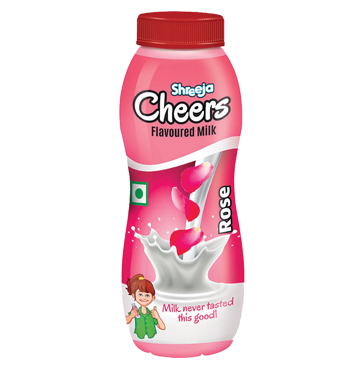 Shreeja
Cheers
Flavoured Milk
Rose
Milk never tasted
this good!